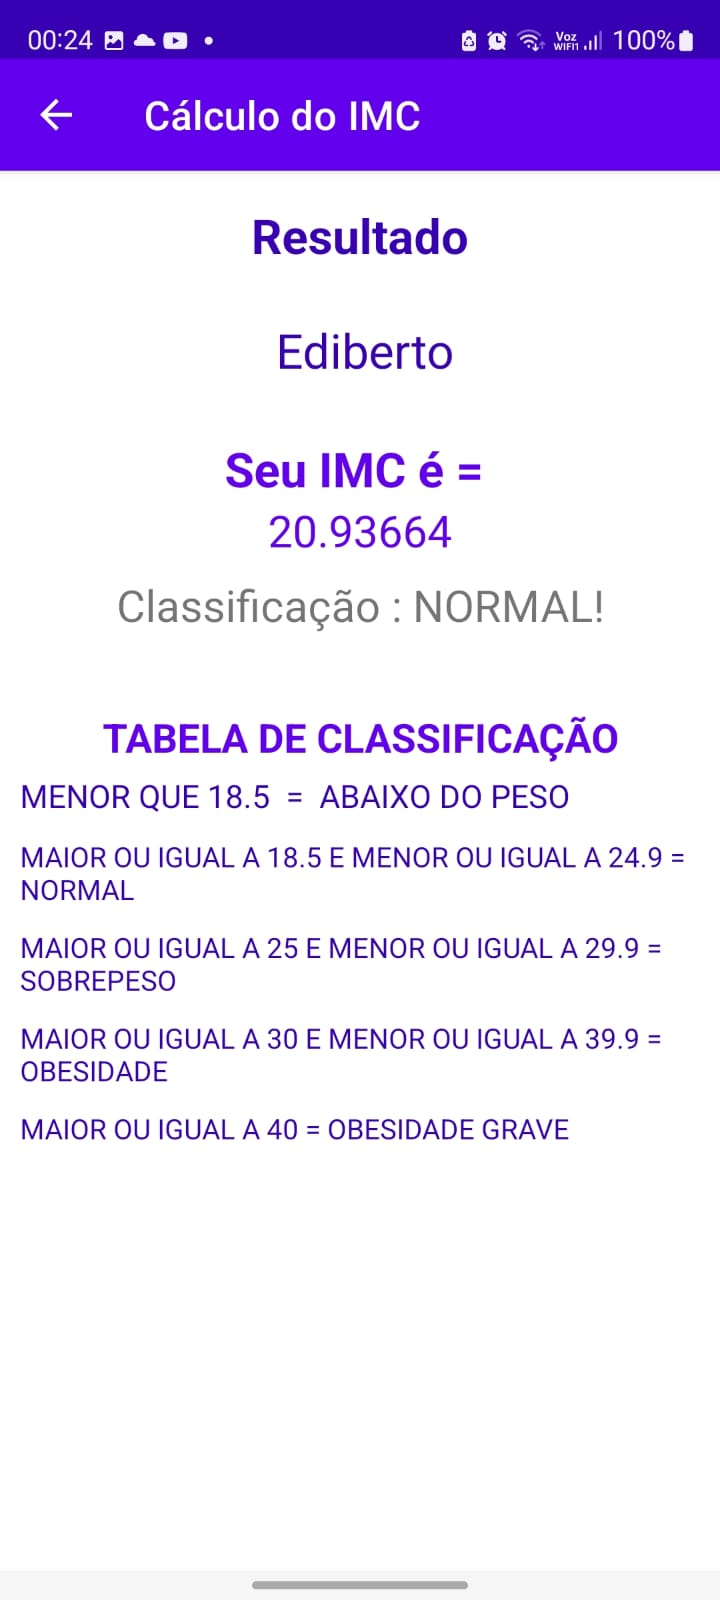 00:24 Voz WIFI1 100%
Cálculo do IMC
Resultado
Ediberto
Seu IMC é =
20.93664
Classificação : NORMAL!
TABELA DE CLASSIFICAÇÃO
MENOR QUE 18.5 = ABAIXO DO PESO
MAIOR OU IGUAL A 18.5 E MENOR OU IGUAL A 24.9 =
NORMAL
MAIOR OU IGUAL A 25 E MENOR OU IGUAL A 29.9 =
SOBREPESO
MAIOR OU IGUAL A 30 E MENOR OU IGUAL A 39.9 =
OBESIDADE
MAIOR OU IGUAL A 40 = OBESIDADE GRAVE